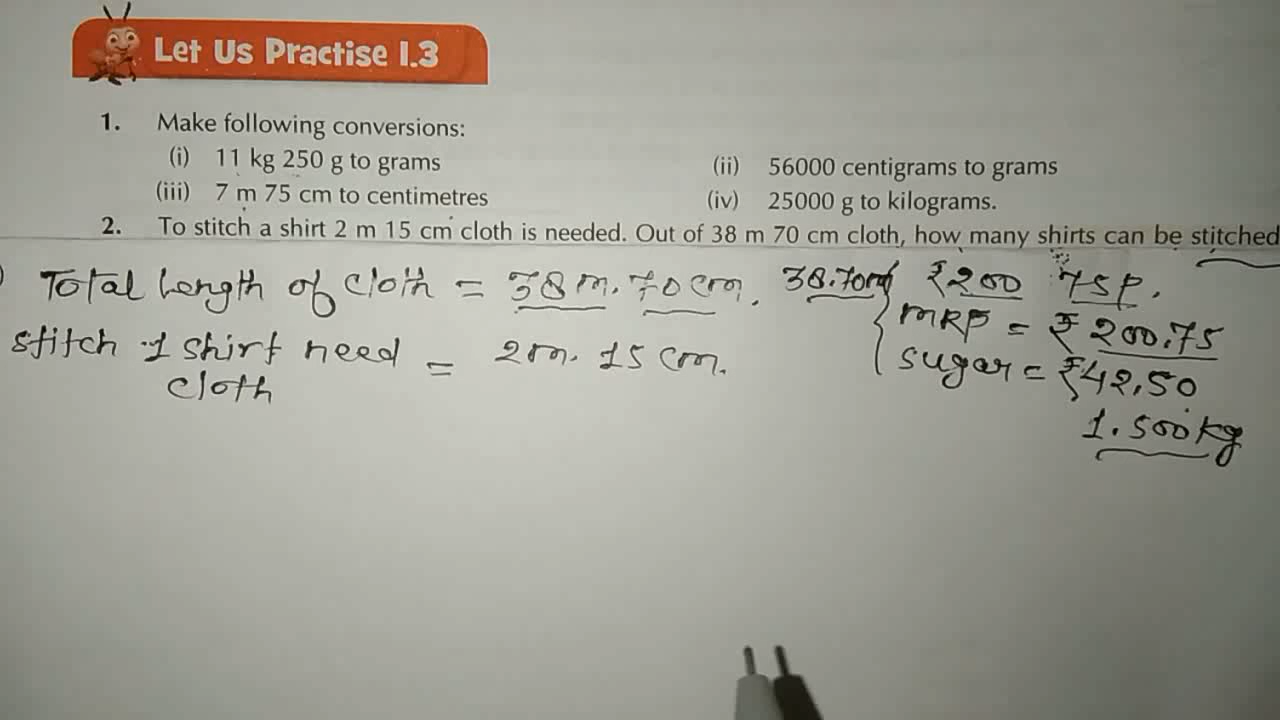 Let Us Practise 1.3
1. Make following conversions:
(i) 11 kg 250 g to grams
(ii) 56000 centigrams to grams
(iii) 7 m 75 cm to centimetres
(iv) 25000 g to kilograms.
2. To stitch a shirt 2 m 15 cm cloth is needed. Out of 38 m 70 cm cloth, how many shirts can be stitched
Total Length of cloth = 38 m. 70 cm. 38.70m ₹200 75p.
MRP = ₹200.75
stitch 1 shirt need cloth = 2m. 15 cm.
sugar = ₹42.50
1.500kg